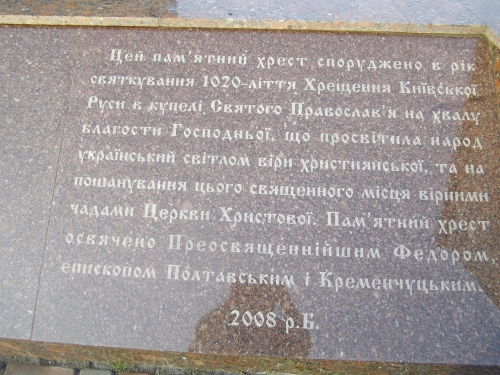 Цей пам'ятний хрест споруджено в рік
святкування 1020-ліття Хрещення Київської
Руси в купелі Святого Православ'я на хвалу
благости Господньої, що просвітила народ
український світлом віри християнської, та на
пошанування цього священного місця вірними
чадами Церкви Христової. Пам'ятний хрест
освячено Преосвященнійшим Федором,
епископом Полтавським і Кременчуцьким.
2008 р.Б.